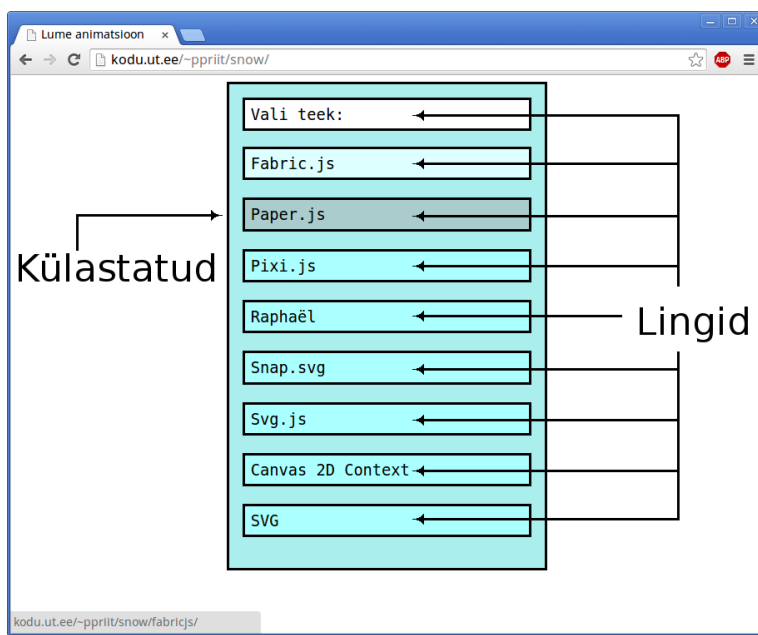 Lume animatsioon
kodu.ut.ee/~ppriit/snow/
ABP
Vali teek:
Fabric.js
Paper.js
Külastatud
Pixi.js
Raphaël
Lingid
Snap.svg
Svg.js
Canvas 2D Context
SVG
kodu.ut.ee/~ppriit/snow/fabricjs/